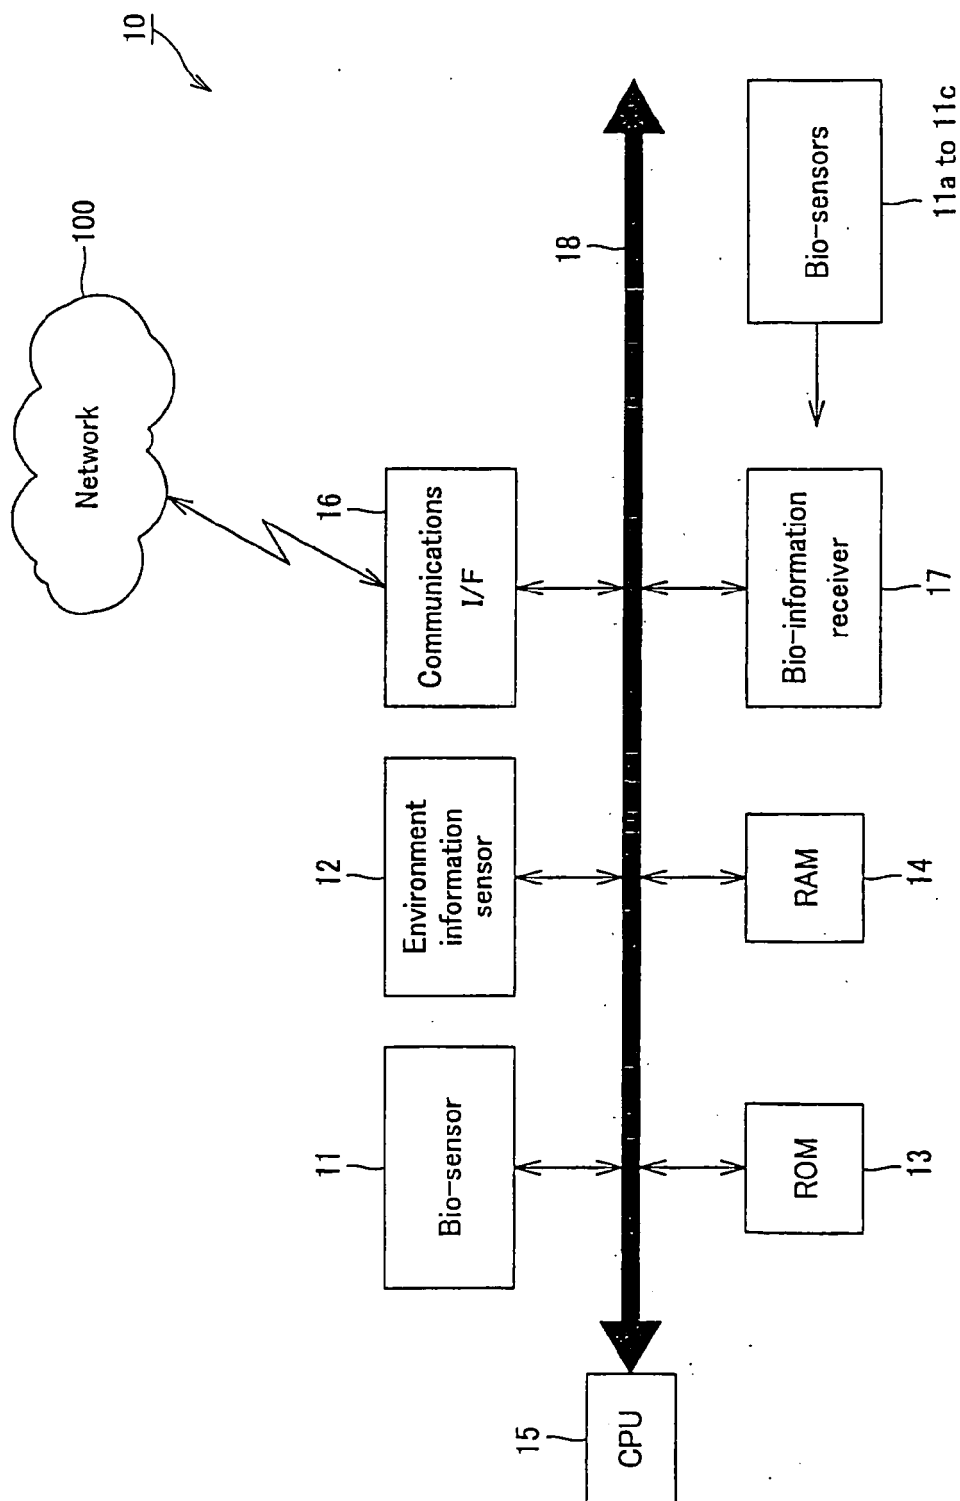 10
100
Network
11
Bio-sensor
12
Environment
information
sensor
16
Communications
I/F
15
CPU
18
ROM
13
RAM
14
Bio-information
receiver
17
Bio-sensors
11a to 11c